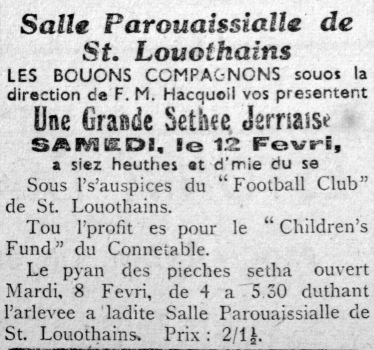 Salle Parouaissialle de
St. Louothains
LES BOUONS COMPAGNONS souos la
direction de F. M. Hacquoil vos presentent
Une Grande Sethee Jerriaise
SAMEDI, le 12 Fevri,
a siez heuthes et d'mie du se
Sous l's'auspices du "Football Club"
de St. Louothains.
Tou l'profit es pour le "Children's
Fund" du Connetable.
Le pyan des pieches setha ouvert
Mardi, 8 Fevri, de 4 a 5.30 duthant
l'arlevee a ladite Salle Parouaissialle de
St. Louothains. Prix : 2/1½.